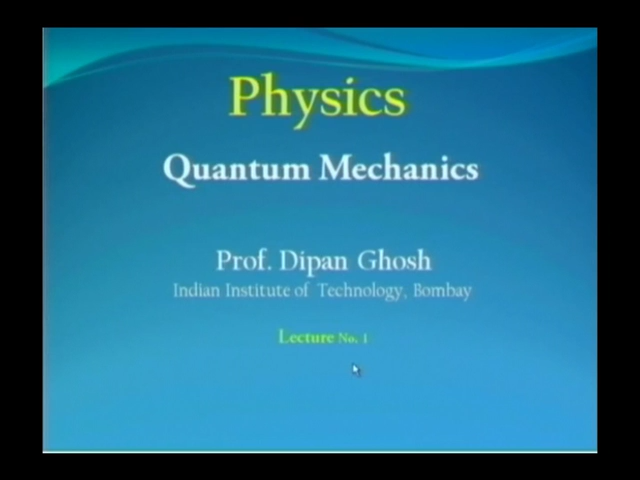 Physics
Quantum Mechanics
Prof. Dipan Ghosh
Indian Institute of Technology, Bombay
Lecture No. 1